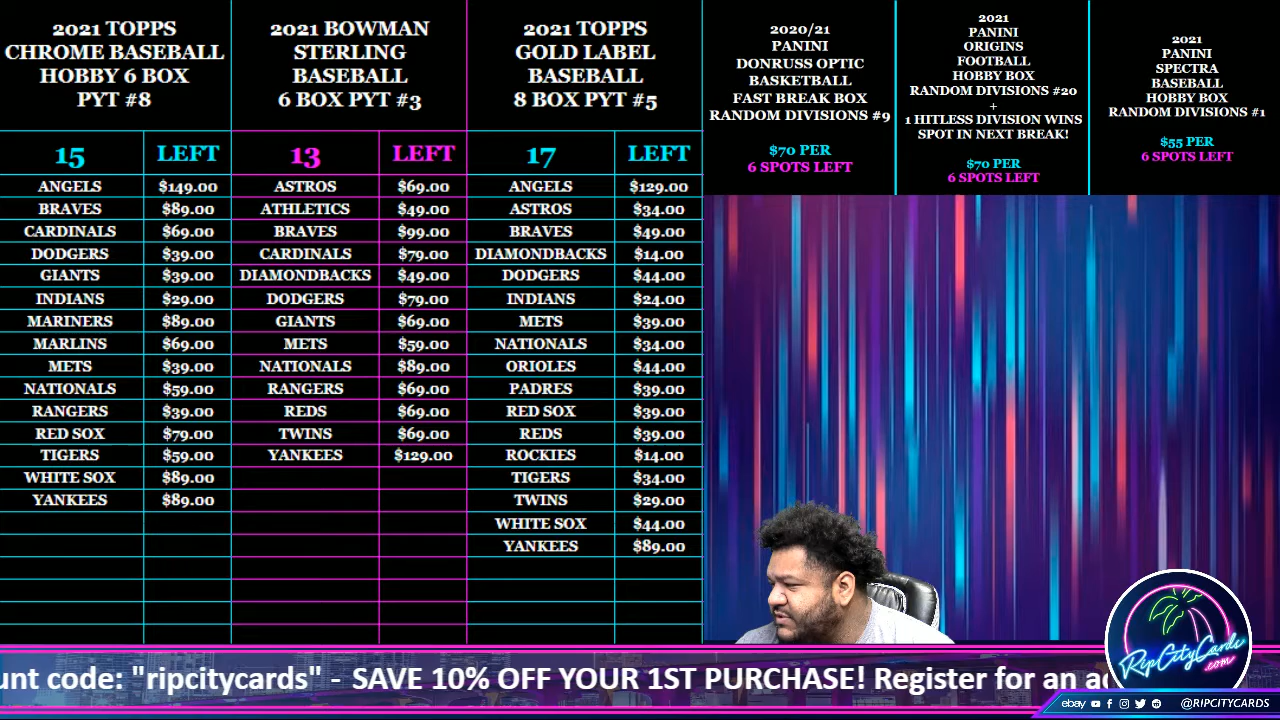 2021 TOPPS
CHROME BASEBALL
HOBBY 6 BOX
PYT #8
15 LEFT
ANGELS $149.00
BRAVES $89.00
CARDINALS $69.00
DODGERS $39.00
GIANTS $39.00
INDIANS $29.00
MARINERS $89.00
MARLINS $69.00
METS $39.00
NATIONALS $59.00
RANGERS $39.00
RED SOX $79.00
TIGERS $59.00
WHITE SOX $89.00
YANKEES $89.00
2021 BOWMAN
STERLING
BASEBALL
6 BOX PYT #3
13 LEFT
ASTROS $69.00
ATHLETICS $49.00
BRAVES $99.00
CARDINALS $79.00
DIAMONDBACKS $49.00
DODGERS $79.00
GIANTS $69.00
METS $59.00
NATIONALS $89.00
RANGERS $69.00
REDS $69.00
TWINS $69.00
YANKEES $129.00
2021 TOPPS
GOLD LABEL
BASEBALL
8 BOX PYT #5
17 LEFT
ANGELS $129.00
ASTROS $34.00
BRAVES $49.00
DIAMONDBACKS $14.00
DODGERS $44.00
INDIANS $24.00
METS $39.00
NATIONALS $34.00
ORIOLES $44.00
PADRES $39.00
RED SOX $39.00
REDS $39.00
ROCKIES $14.00
TIGERS $34.00
TWINS $29.00
WHITE SOX $44.00
YANKEES $89.00
2020/21
PANINI
DONRUSS OPTIC
BASKETBALL
FAST BREAK BOX
RANDOM DIVISIONS #9
$70 PER
6 SPOTS LEFT
2021
PANINI
ORIGINS
FOOTBALL
HOBBY BOX
RANDOM DIVISIONS #20
+
1 HITLESS DIVISION WINS
SPOT IN NEXT BREAK!
$70 PER
6 SPOTS LEFT
2021
PANINI
SPECTRA
BASEBALL
HOBBY BOX
RANDOM DIVISIONS #1
$55 PER
6 SPOTS LEFT
unt code: "ripcitycards" - SAVE 10% OFF YOUR 1ST PURCHASE! Register for an ac
RipCityCards
.com
ebay @RIPCITYCARDS